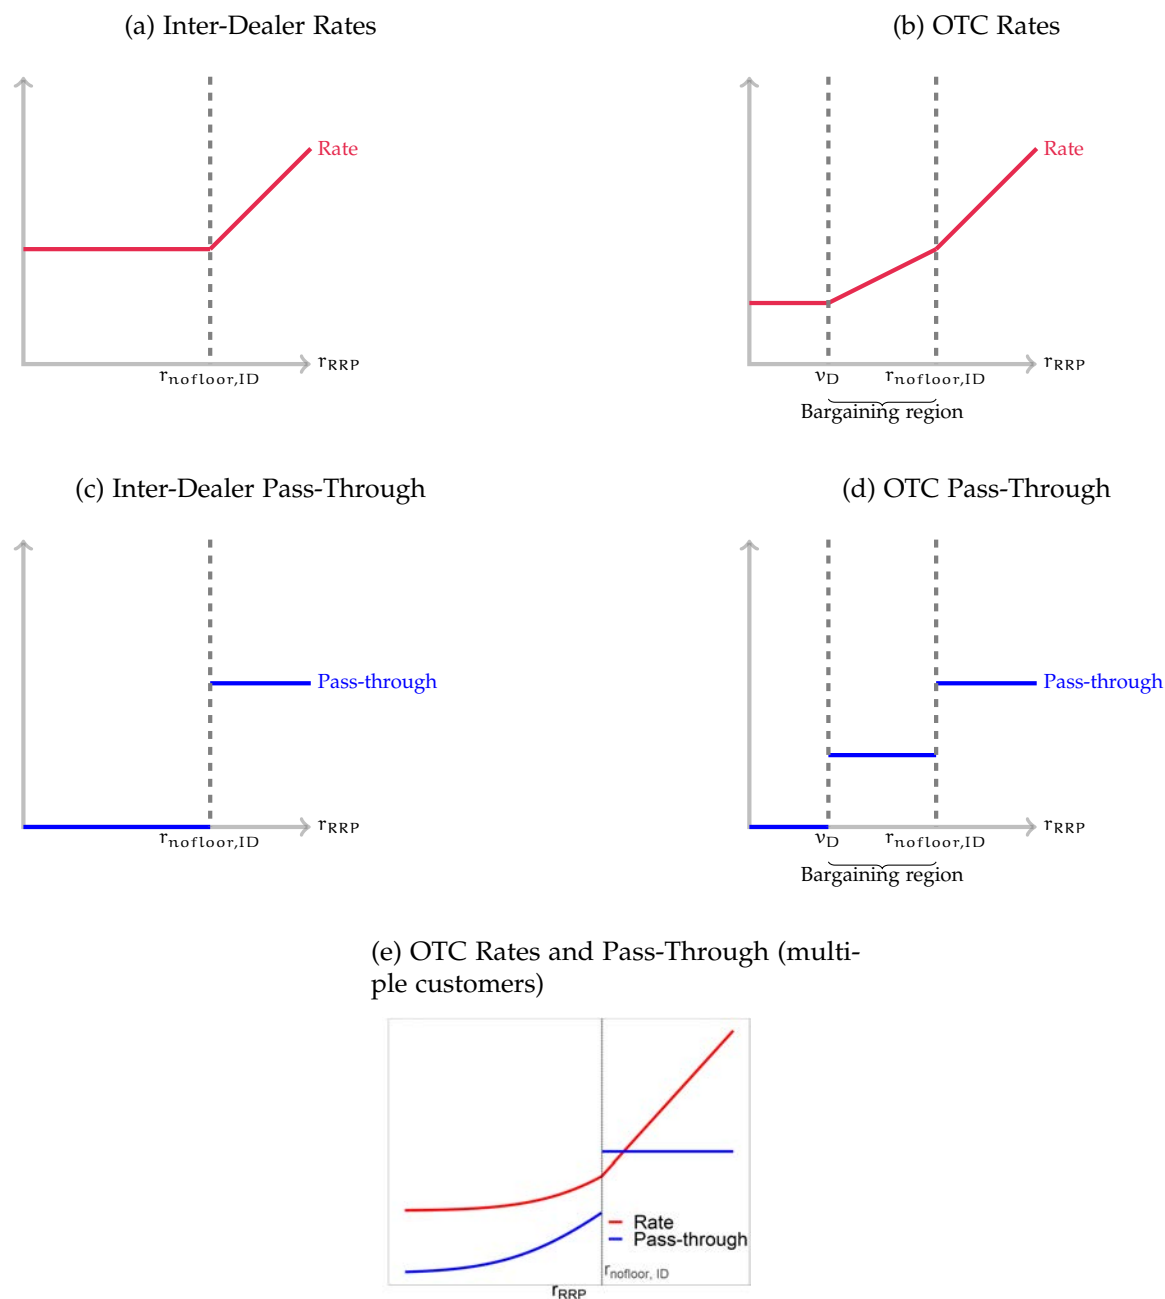 (a) Inter-Dealer Rates
Rate
r_RRP
r_nofloor,ID
(b) OTC Rates
Rate
r_RRP
ν_D
r_nofloor,ID
Bargaining region
(c) Inter-Dealer Pass-Through
Pass-through
r_RRP
r_nofloor,ID
(d) OTC Pass-Through
Pass-through
r_RRP
ν_D
r_nofloor,ID
Bargaining region
(e) OTC Rates and Pass-Through (multi-
ple customers)
Rate
Pass-through
r_nofloor, ID
r_RRP